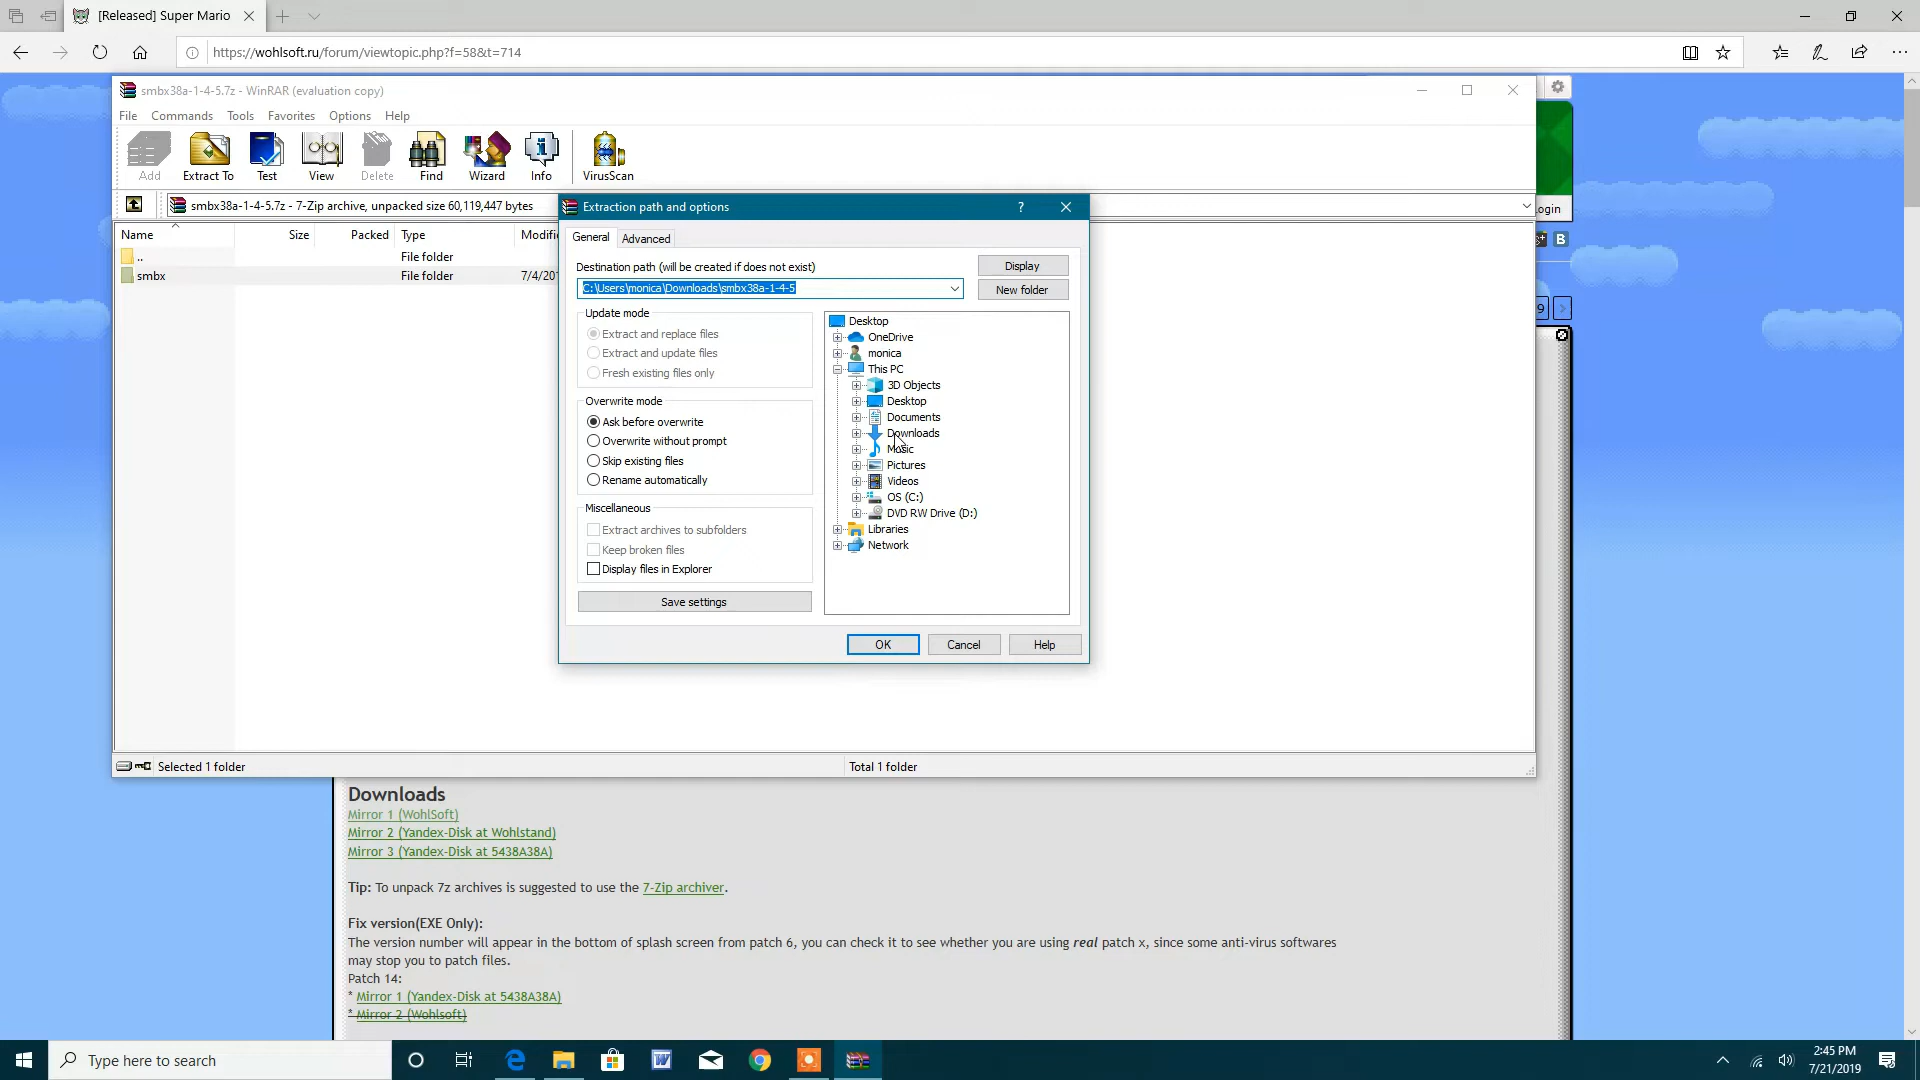 [Released] Super Mario
https://wohlsoft.ru/forum/viewtopic.php?f=58&t=714
smbx38a-1-4-5.7z - WinRAR (evaluation copy)
File Commands Tools Favorites Options Help
Add Extract To Test View Delete Find Wizard Info VirusScan
smbx38a-1-4-5.7z - 7-Zip archive, unpacked size 60,119,447 bytes
Name Size Packed Type
.. File folder
smbx File folder 7/4/201
Extraction path and options
General Advanced
Destination path (will be created if does not exist)
C:\Users\monica\Downloads\smbx38a-1-4-5
Display
New folder
Update mode
Extract and replace files
Extract and update files
Fresh existing files only
Overwrite mode
Ask before overwrite
Overwrite without prompt
Skip existing files
Rename automatically
Miscellaneous
Extract archives to subfolders
Keep broken files
Display files in Explorer
Save settings
Desktop
OneDrive
monica
This PC
3D Objects
Desktop
Documents
Downloads
Music
Pictures
Videos
OS (C:)
DVD RW Drive (D:)
Libraries
Network
OK Cancel Help
Selected 1 folder Total 1 folder
Downloads
Mirror 1 (WohlSoft)
Mirror 2 (Yandex-Disk at Wohlstand)
Mirror 3 (Yandex-Disk at 5438A38A)
Tip: To unpack 7z archives is suggested to use the 7-Zip archiver.
Fix version(EXE Only):
The version number will appear in the bottom of splash screen from patch 6, you can check it to see whether you are using real patch x, since some anti-virus softwares
may stop you to patch files.
Patch 14:
* Mirror 1 (Yandex-Disk at 5438A38A)
* Mirror 2 (Wohlsoft)
Type here to search
2:45 PM
7/21/2019